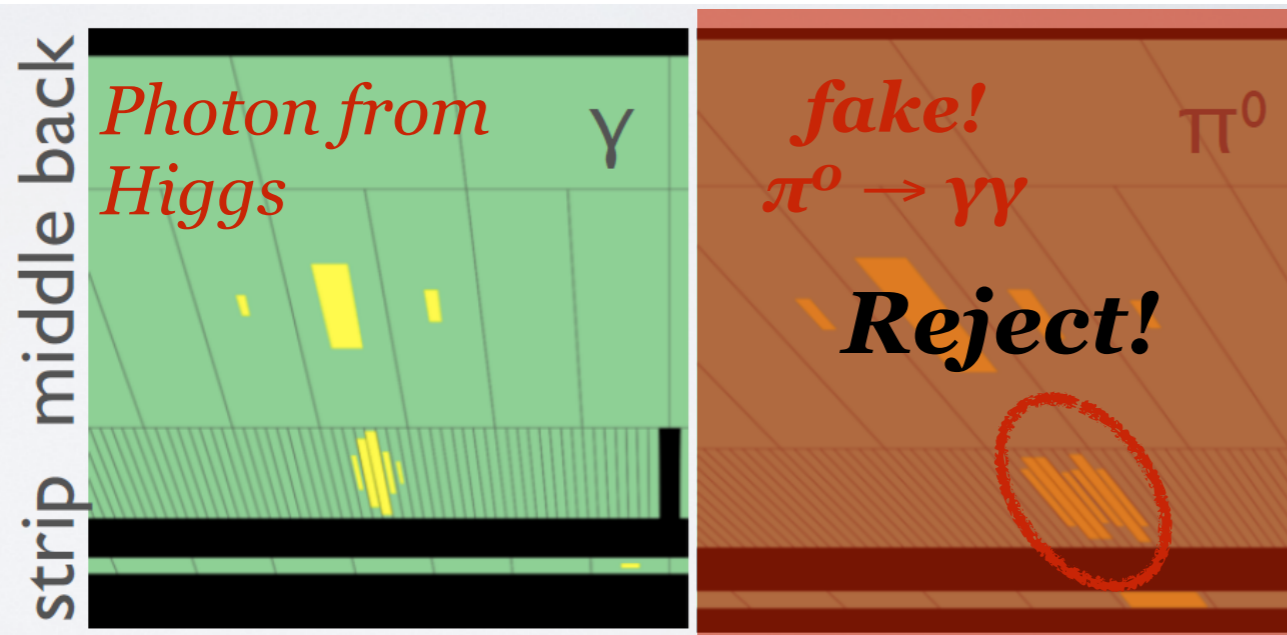 strip middle back
Photon from
Higgs
γ
fake!
π⁰ → γγ
π⁰
Reject!